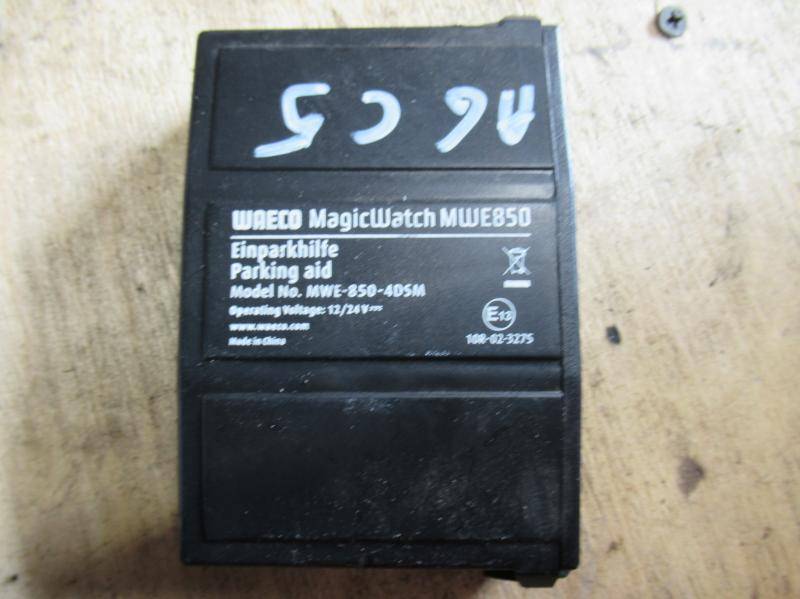 A6 C5
WAECO MagicWatch MWE850
Einparkhilfe
Parking aid
Model No. MWE-850-4DSM
Operating Voltage: 12/24V
www.waeco.com
Made in China
E13
10R-02-3275